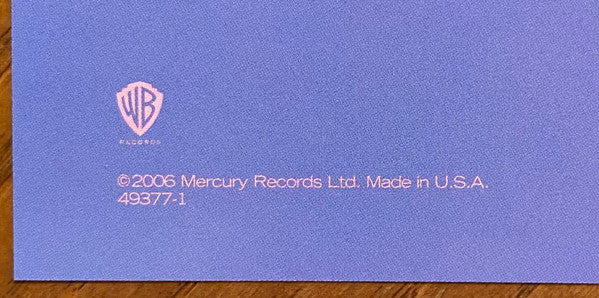 WB
RECORDS
©2006 Mercury Records Ltd. Made in U.S.A.
49377-1